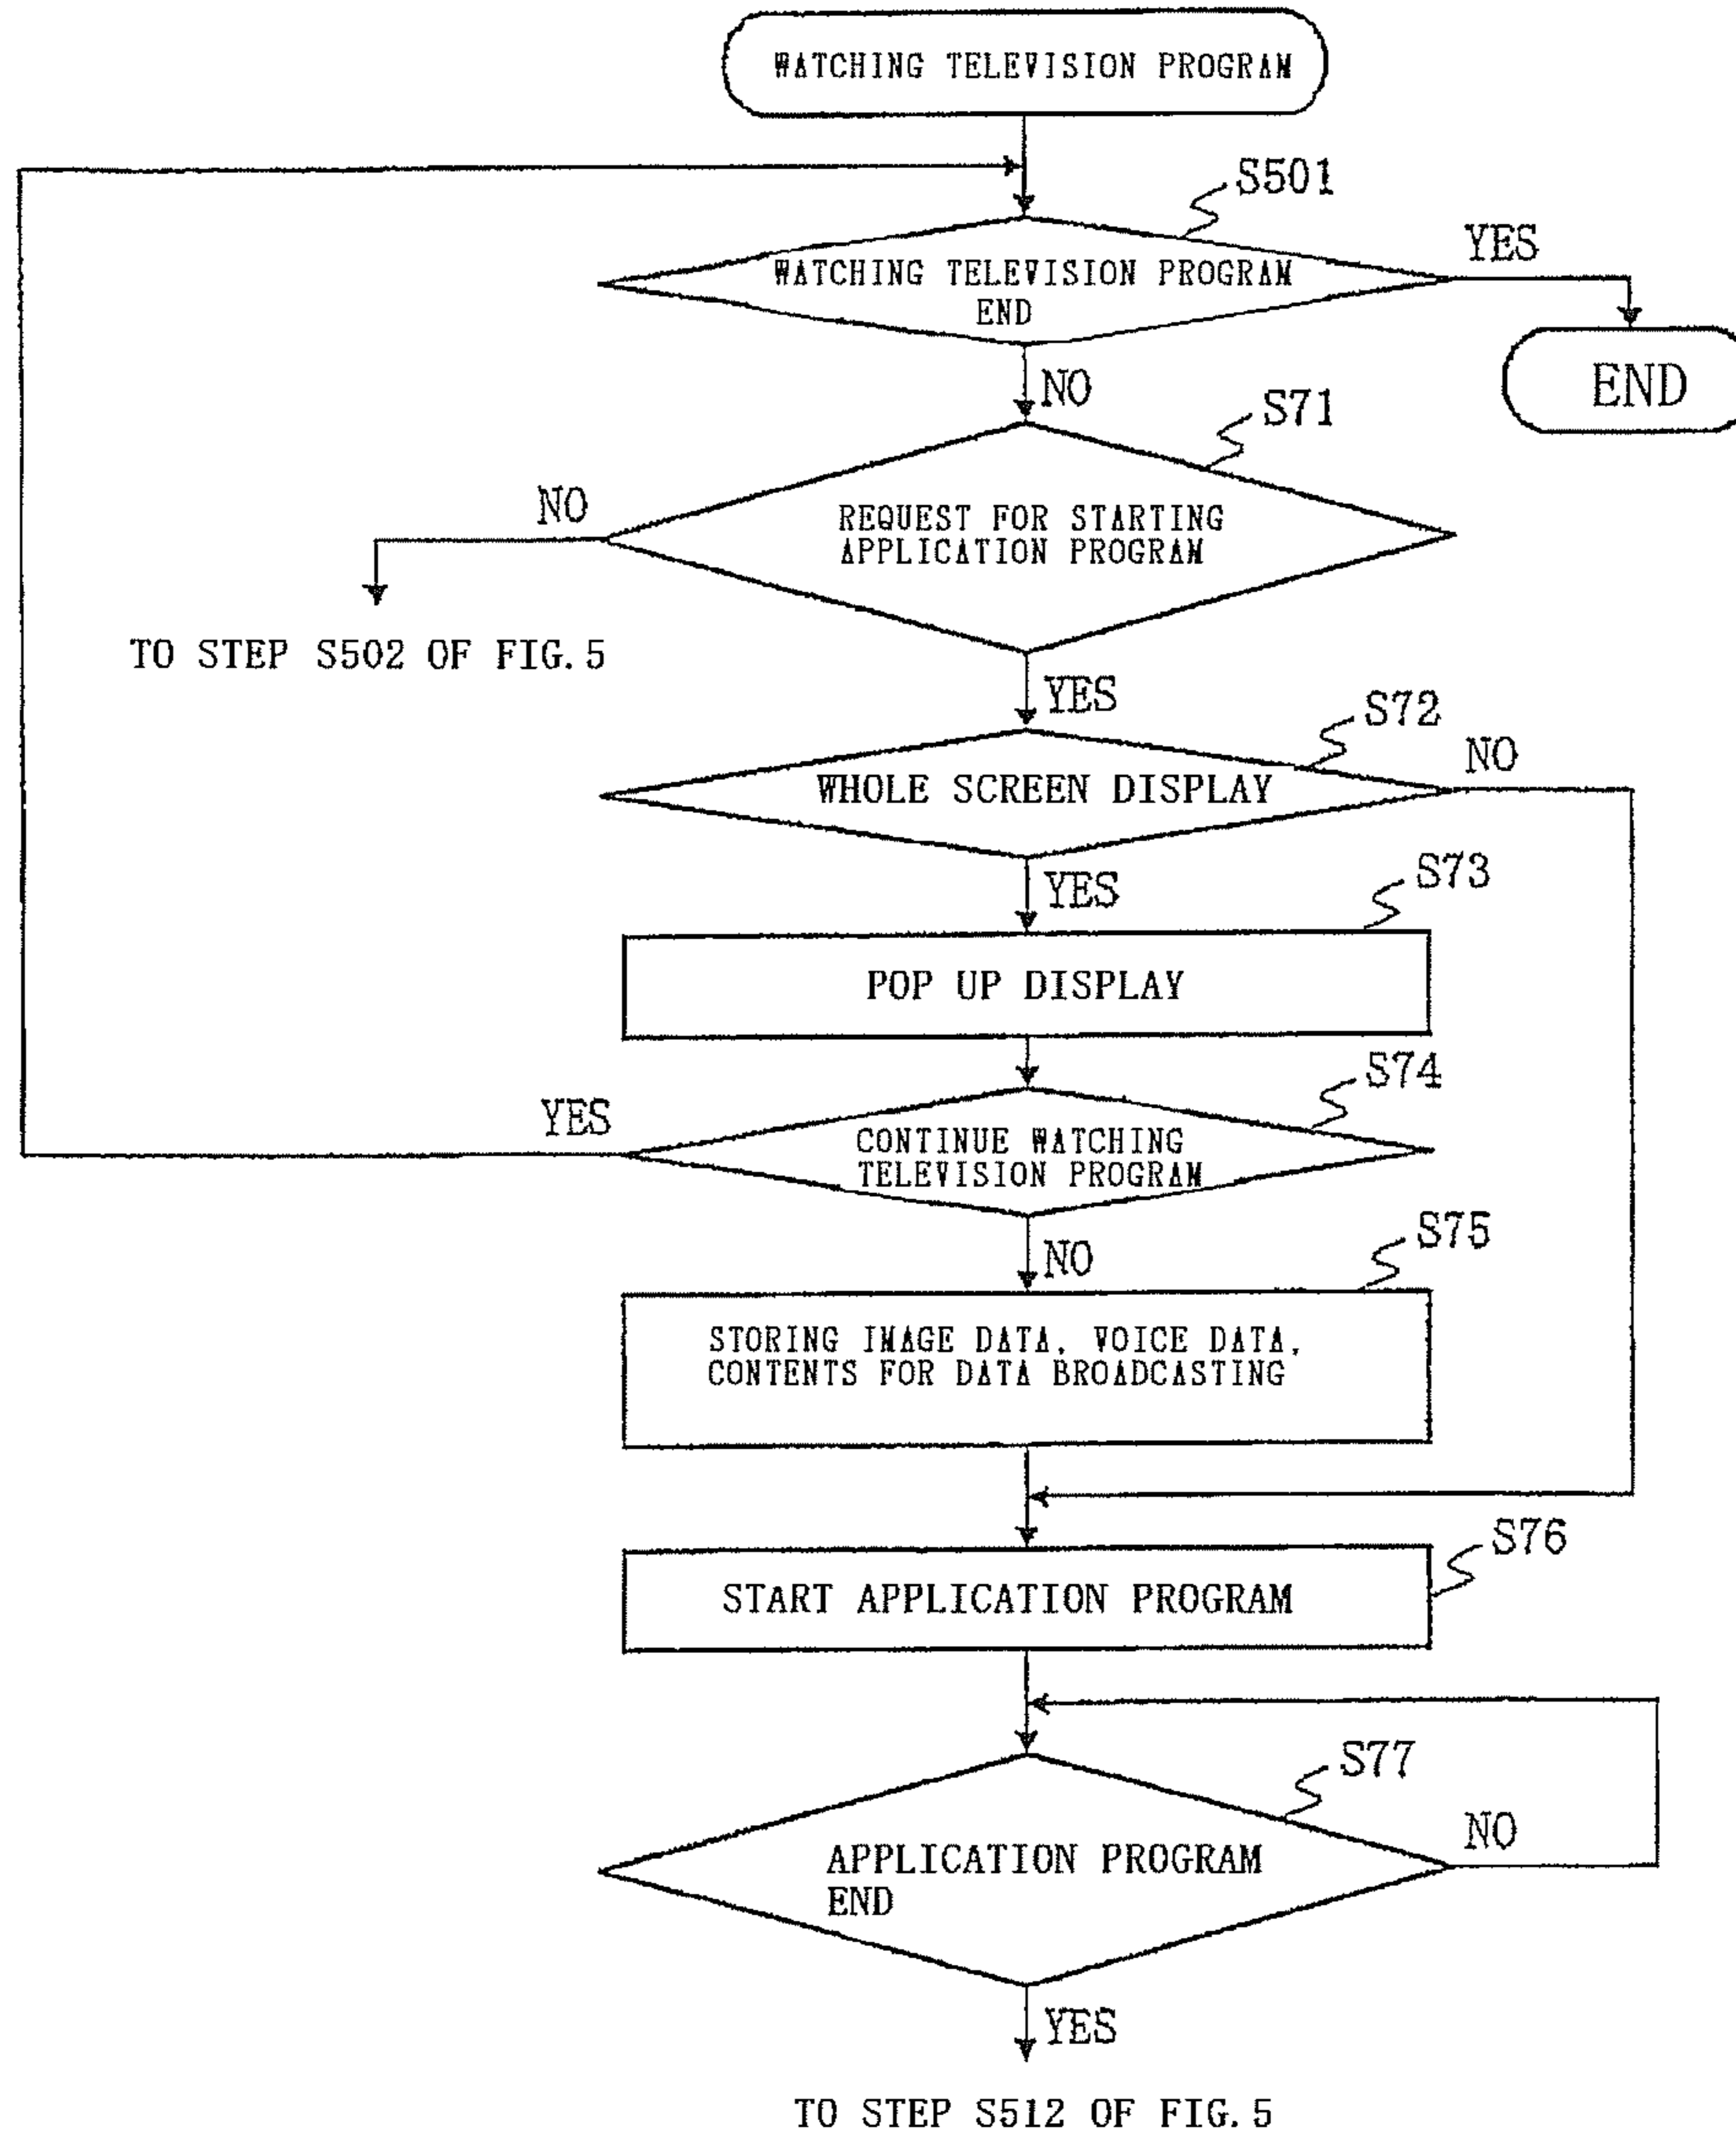 WATCHING TELEVISION PROGRAM
S501
YES
WATCHING TELEVISION PROGRAM
END
END
NO
S71
NO
REQUEST FOR STARTING
APPLICATION PROGRAM
TO STEP S502 OF FIG. 5
YES
S72
NO
WHOLE SCREEN DISPLAY
YES
S73
POP UP DISPLAY
S74
YES
CONTINUE WATCHING
TELEVISION PROGRAM
S75
NO
STORING IMAGE DATA, VOICE DATA,
CONTENTS FOR DATA BROADCASTING
S76
START APPLICATION PROGRAM
S77
NO
APPLICATION PROGRAM
END
YES
TO STEP S512 OF FIG. 5